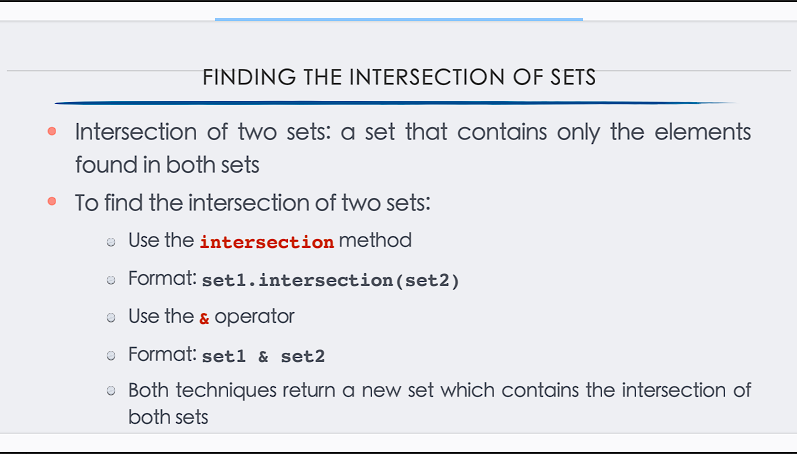 FINDING THE INTERSECTION OF SETS
Intersection of two sets: a set that contains only the elements
found in both sets
To find the intersection of two sets:
Use the intersection method
Format: set1.intersection(set2)
Use the & operator
Format: set1 & set2
Both techniques return a new set which contains the intersection of
both sets